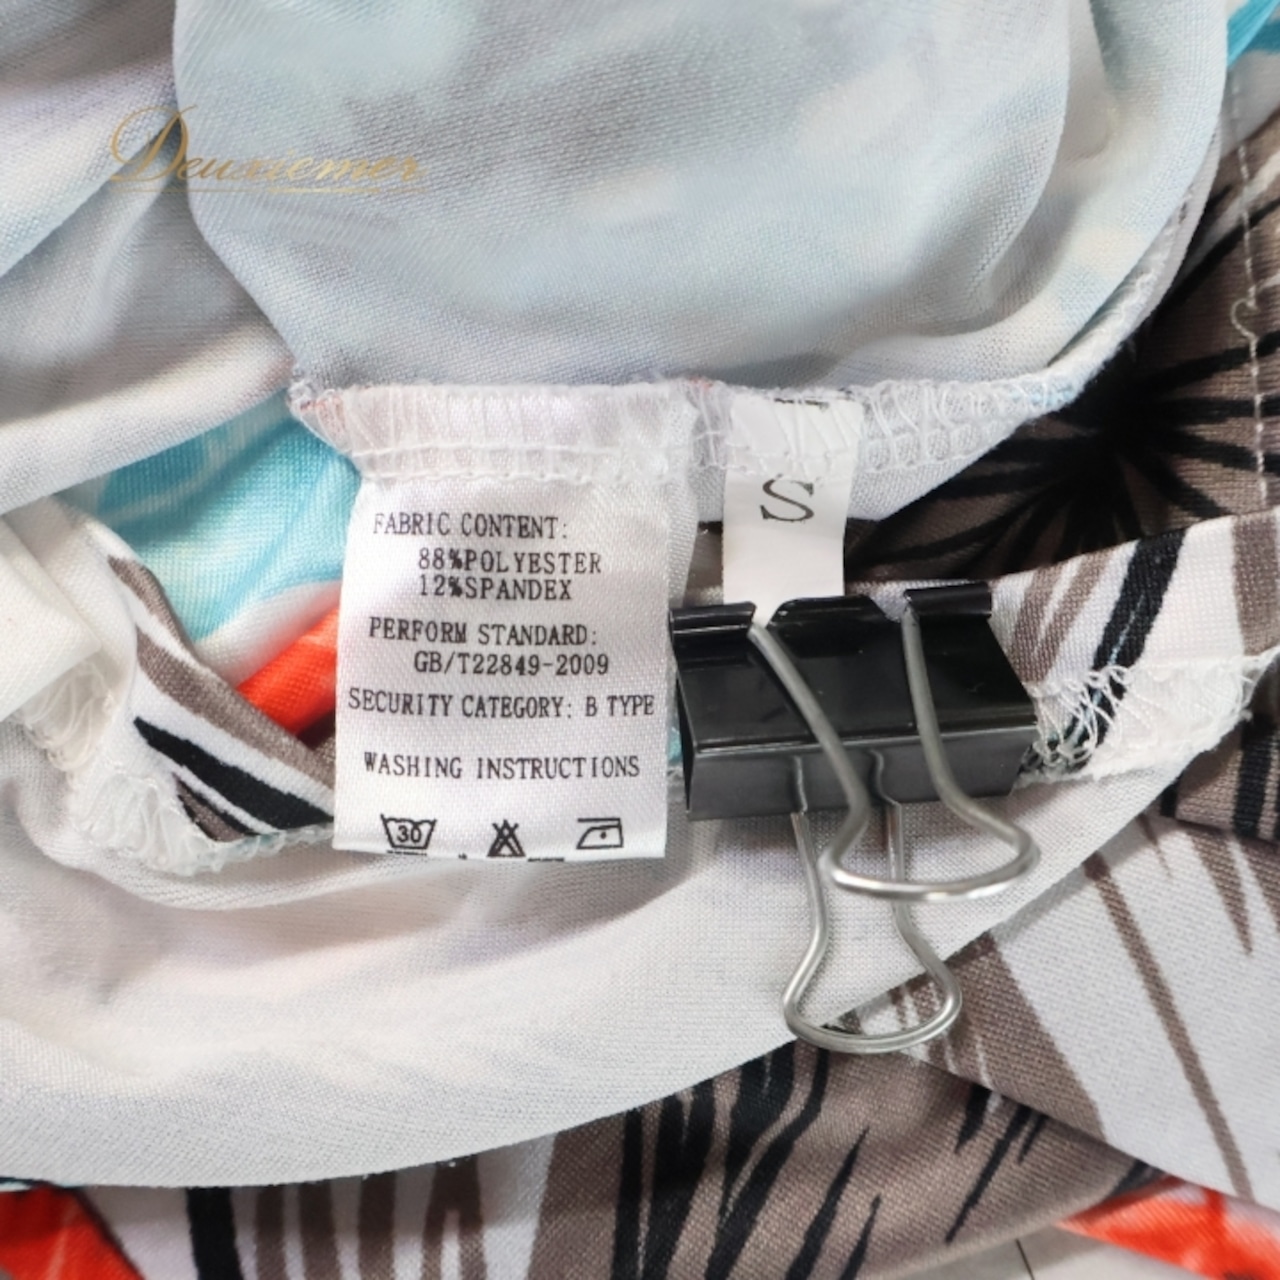 Deuxiemer
FABRIC CONTENT:
88%POLYESTER
12%SPANDEX
PERFORM STANDARD:
GB/T22849-2009
SECURITY CATEGORY: B TYPE
WASHING INSTRUCTIONS
30
S